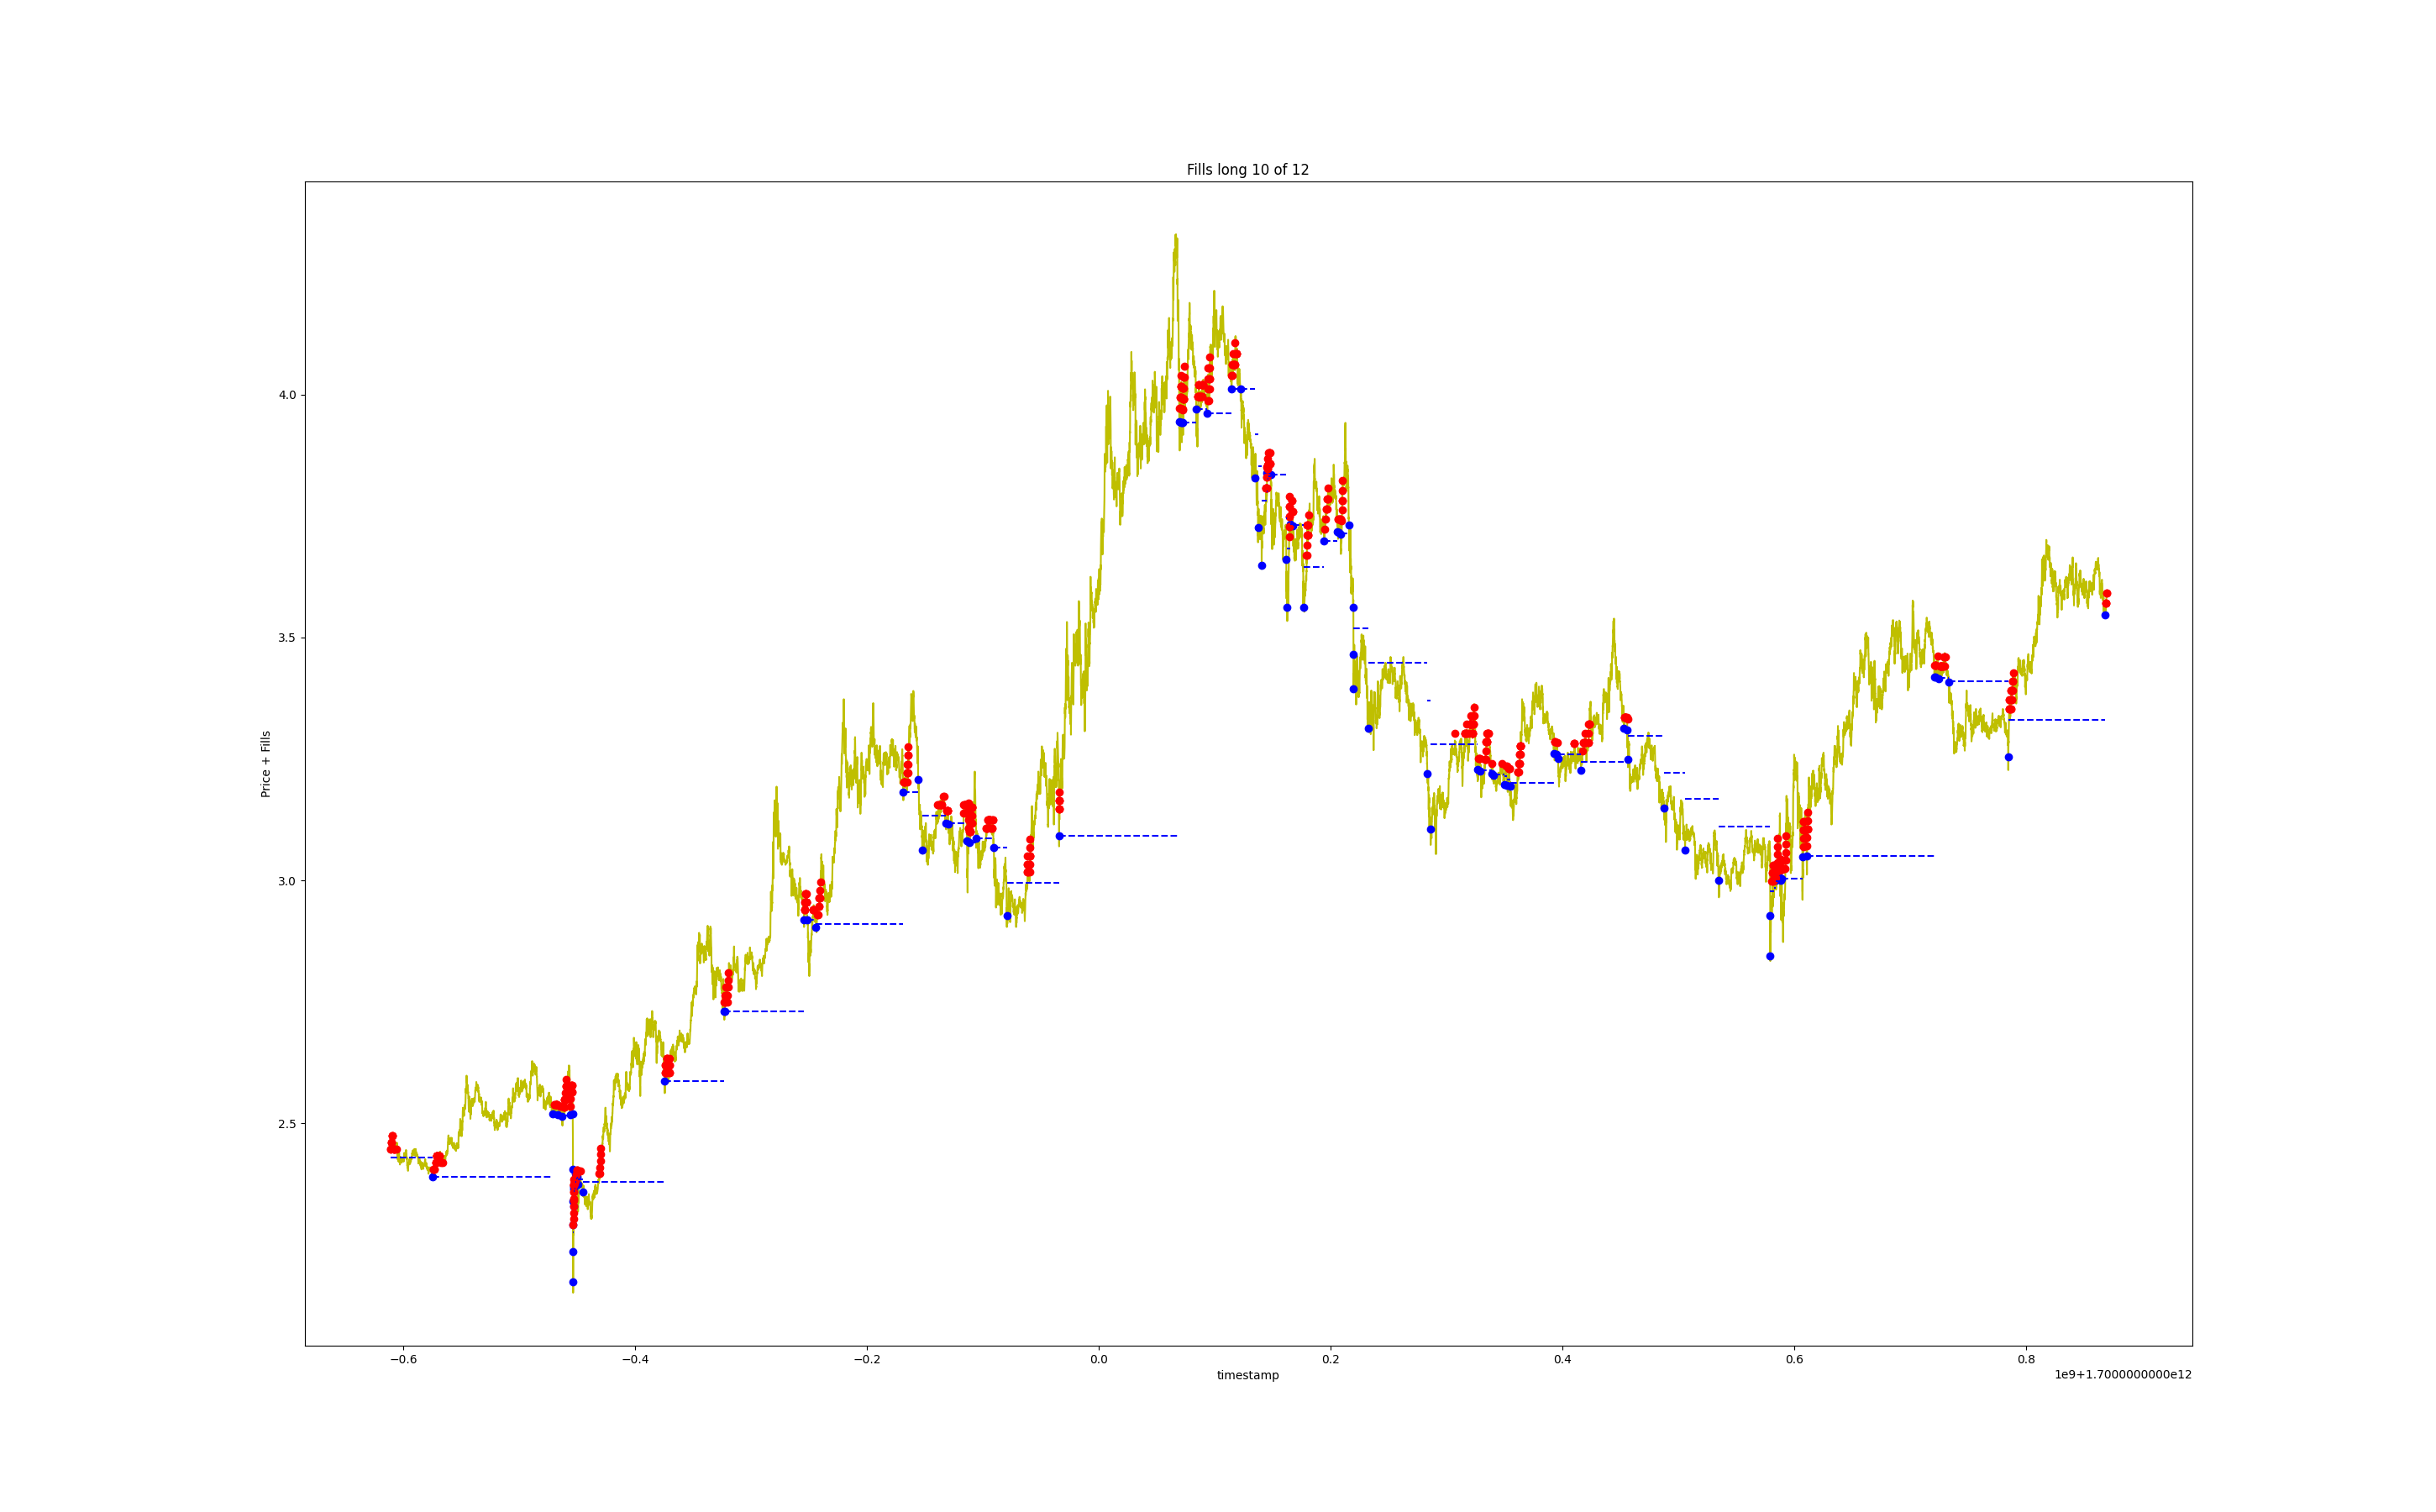 Fills long 10 of 12
Price + Fills
4.0
3.5
3.0
2.5
−0.6 −0.4 −0.2 0.0 0.2 0.4 0.6 0.8
timestamp
1e9+1.7000000000e12